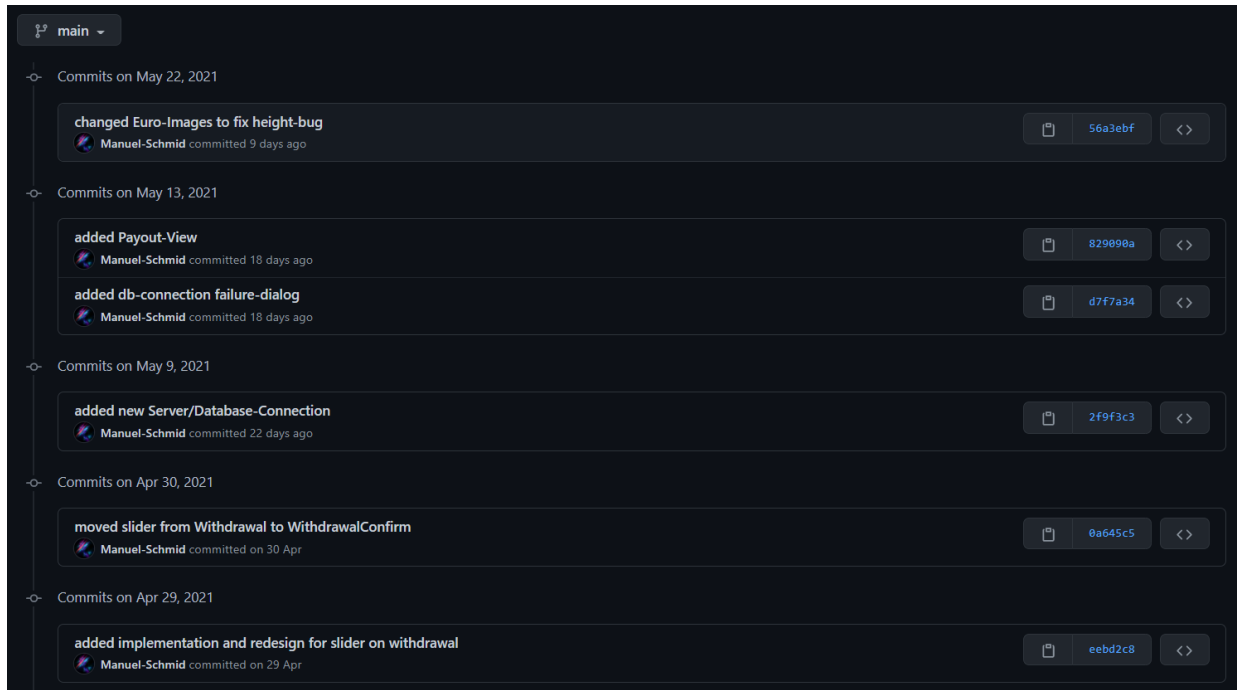 main
Commits on May 22, 2021
changed Euro-Images to fix height-bug
Manuel-Schmid committed 9 days ago
56a3ebf
Commits on May 13, 2021
added Payout-View
Manuel-Schmid committed 18 days ago
829090a
added db-connection failure-dialog
Manuel-Schmid committed 18 days ago
d7f7a34
Commits on May 9, 2021
added new Server/Database-Connection
Manuel-Schmid committed 22 days ago
2f9f3c3
Commits on Apr 30, 2021
moved slider from Withdrawal to WithdrawalConfirm
Manuel-Schmid committed on 30 Apr
0a645c5
Commits on Apr 29, 2021
added implementation and redesign for slider on withdrawal
Manuel-Schmid committed on 29 Apr
eebd2c8